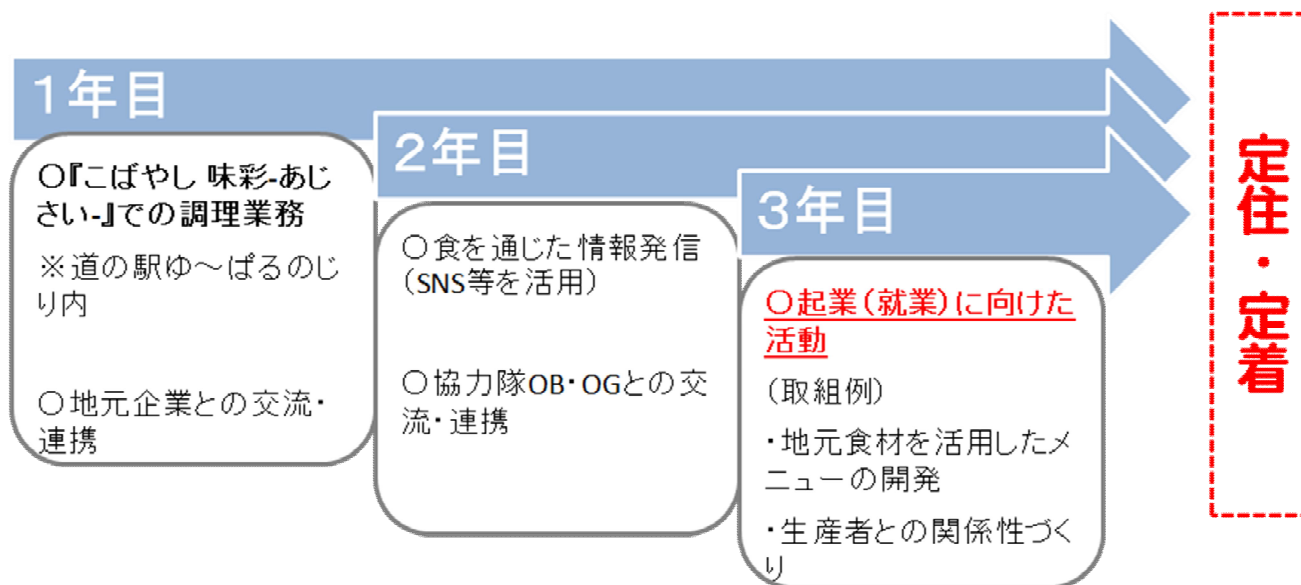 1年目
〇『こばやし 味彩-あじ
さい-』での調理業務
※道の駅ゆ～ぱるのじ
り内
〇地元企業との交流・
連携
2年目
〇食を通じた情報発信
（SNS等を活用）
〇協力隊OB・OGとの交
流・連携
3年目
〇起業（就業）に向けた
活動
（取組例）
・地元食材を活用したメ
ニューの開発
・生産者との関係性づく
り
定住・定着